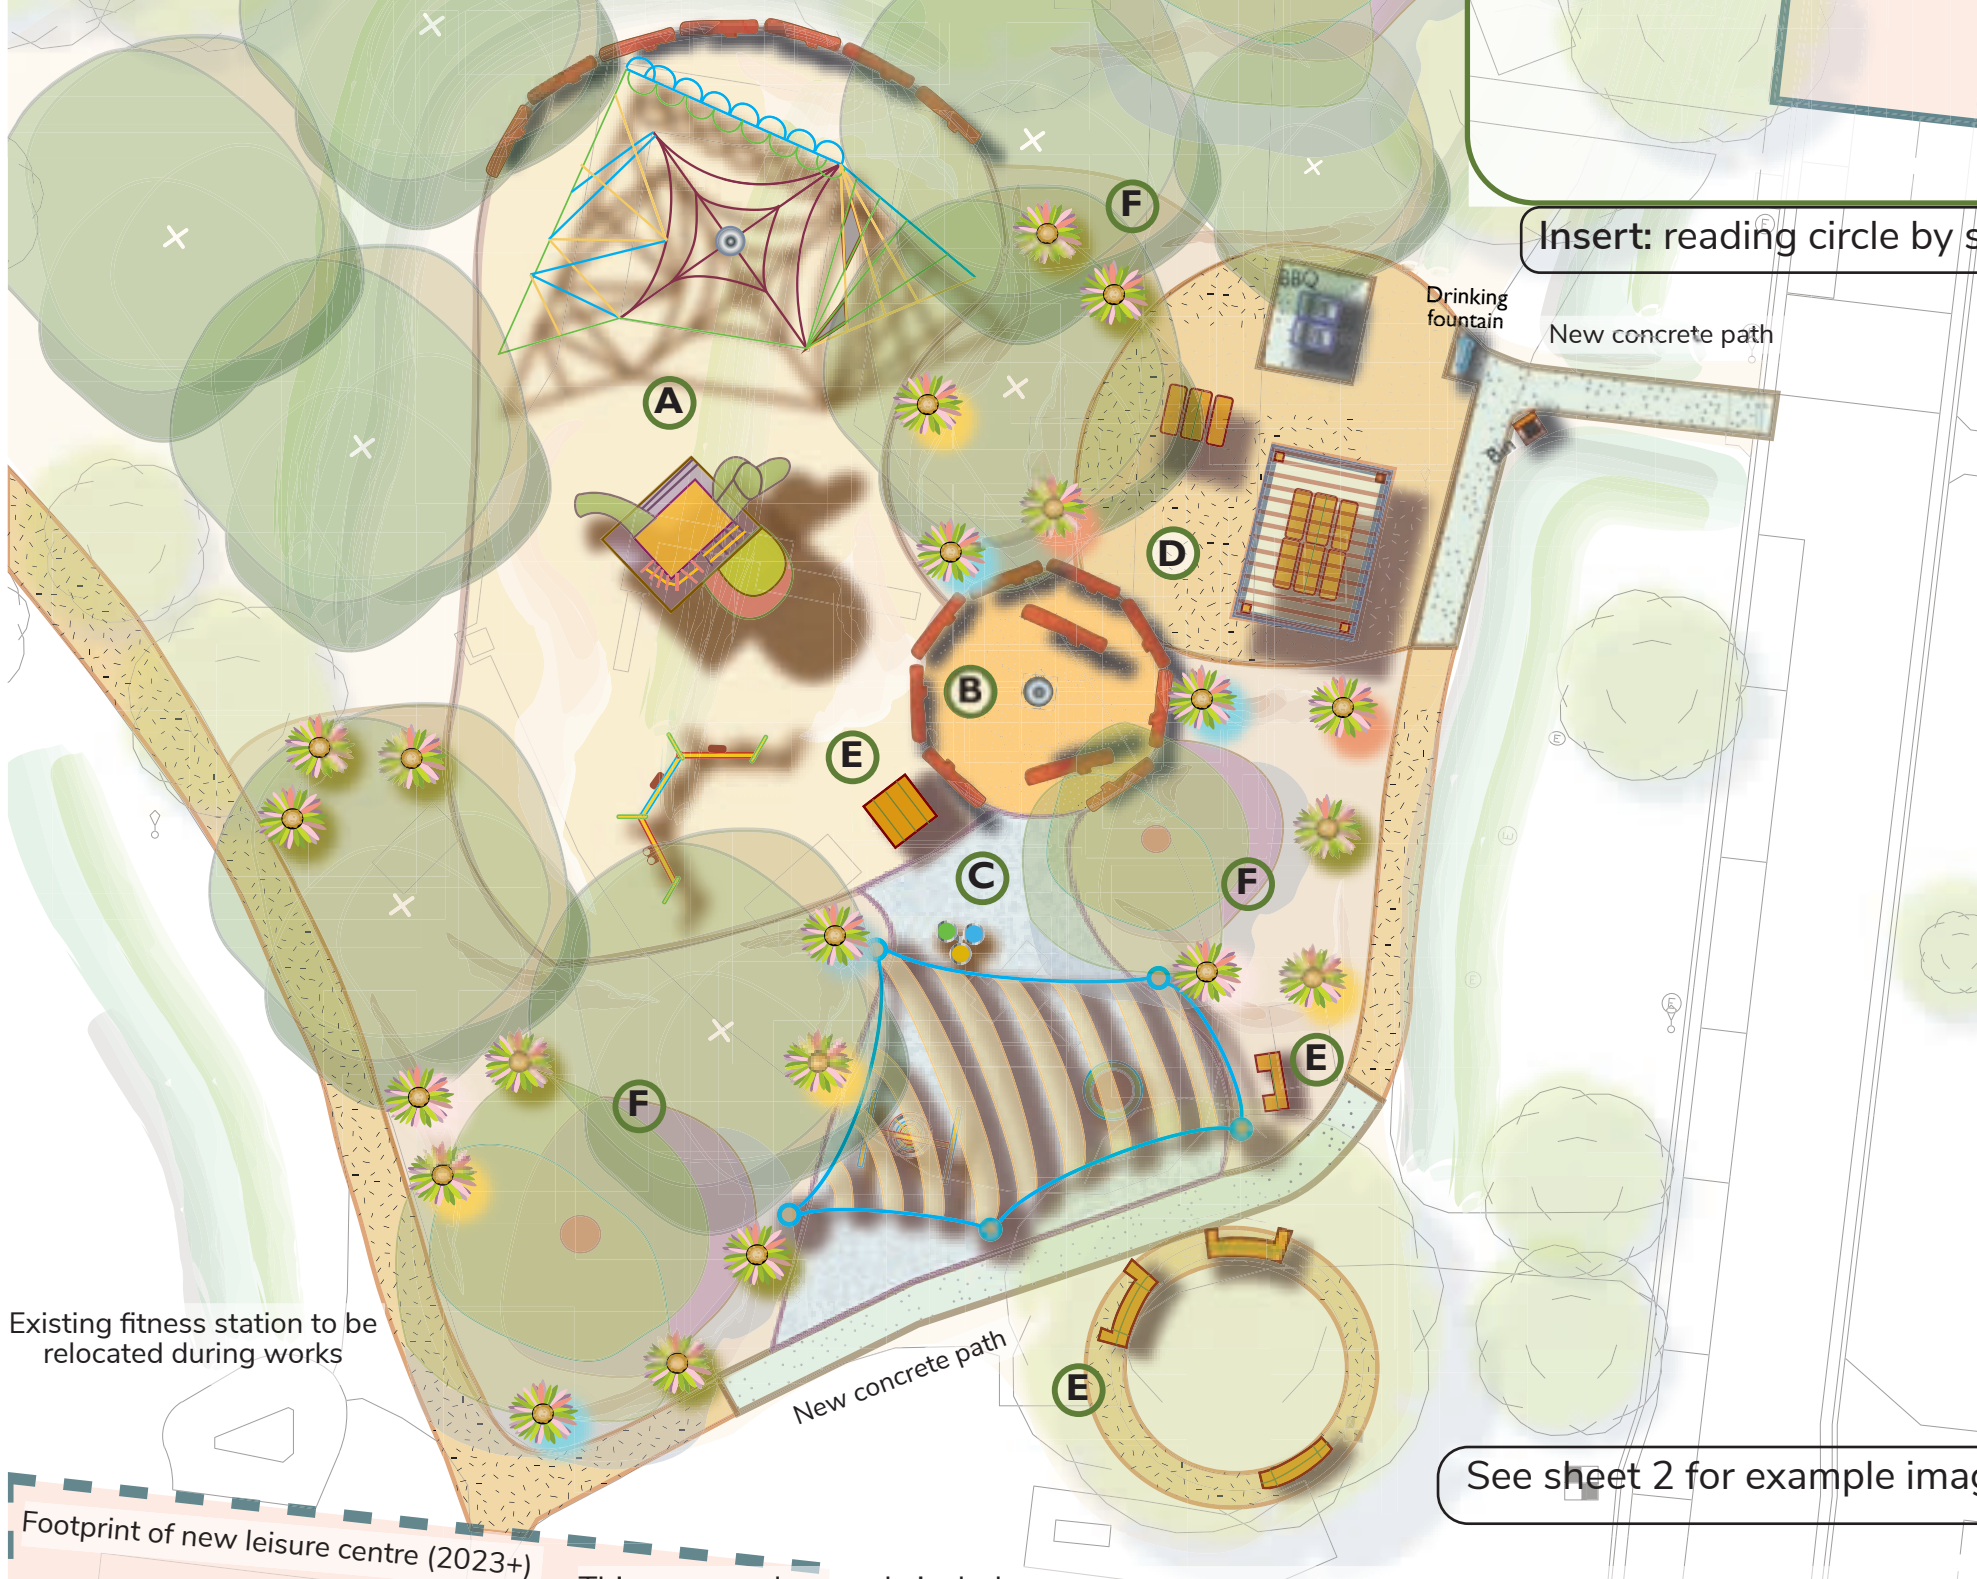 F
Insert: reading circle by s
BBQ
Drinking
fountain
New concrete path
A
Bin
D
B
E
C
F
E
F
E
New concrete path
Existing fitness station to be
relocated during works
See sheet 2 for example imag
Footprint of new leisure centre (2023+)